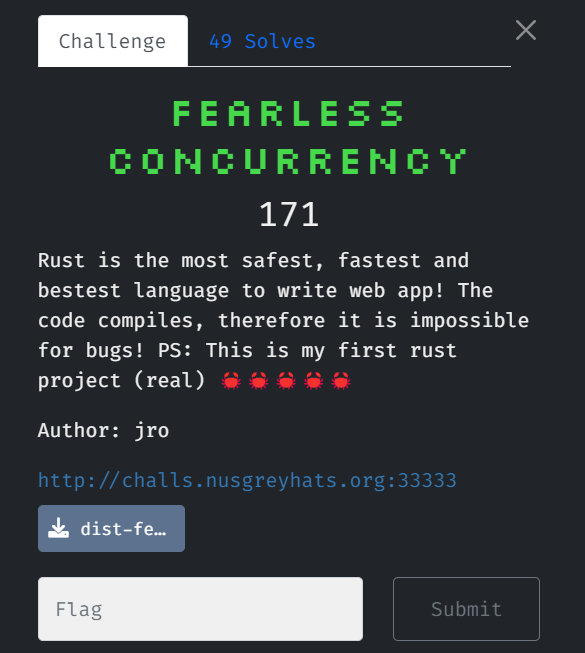 Challenge
49 Solves
FEARLESS
CONCURRENCY
171
Rust is the most safest, fastest and
bestest language to write web app! The
code compiles, therefore it is impossible
for bugs! PS: This is my first rust
project (real) 🦀🦀🦀🦀🦀
Author: jro
http://challs.nusgreyhats.org:33333
dist-fe…
Flag
Submit